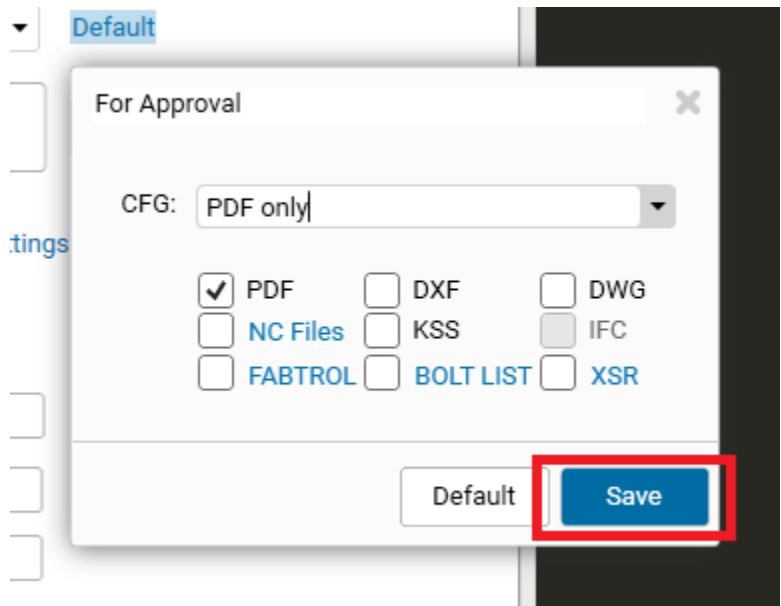 Default
For Approval
CFG: PDF only
ttings
PDF DXF DWG
NC Files KSS IFC
FABTROL BOLT LIST XSR
Default Save